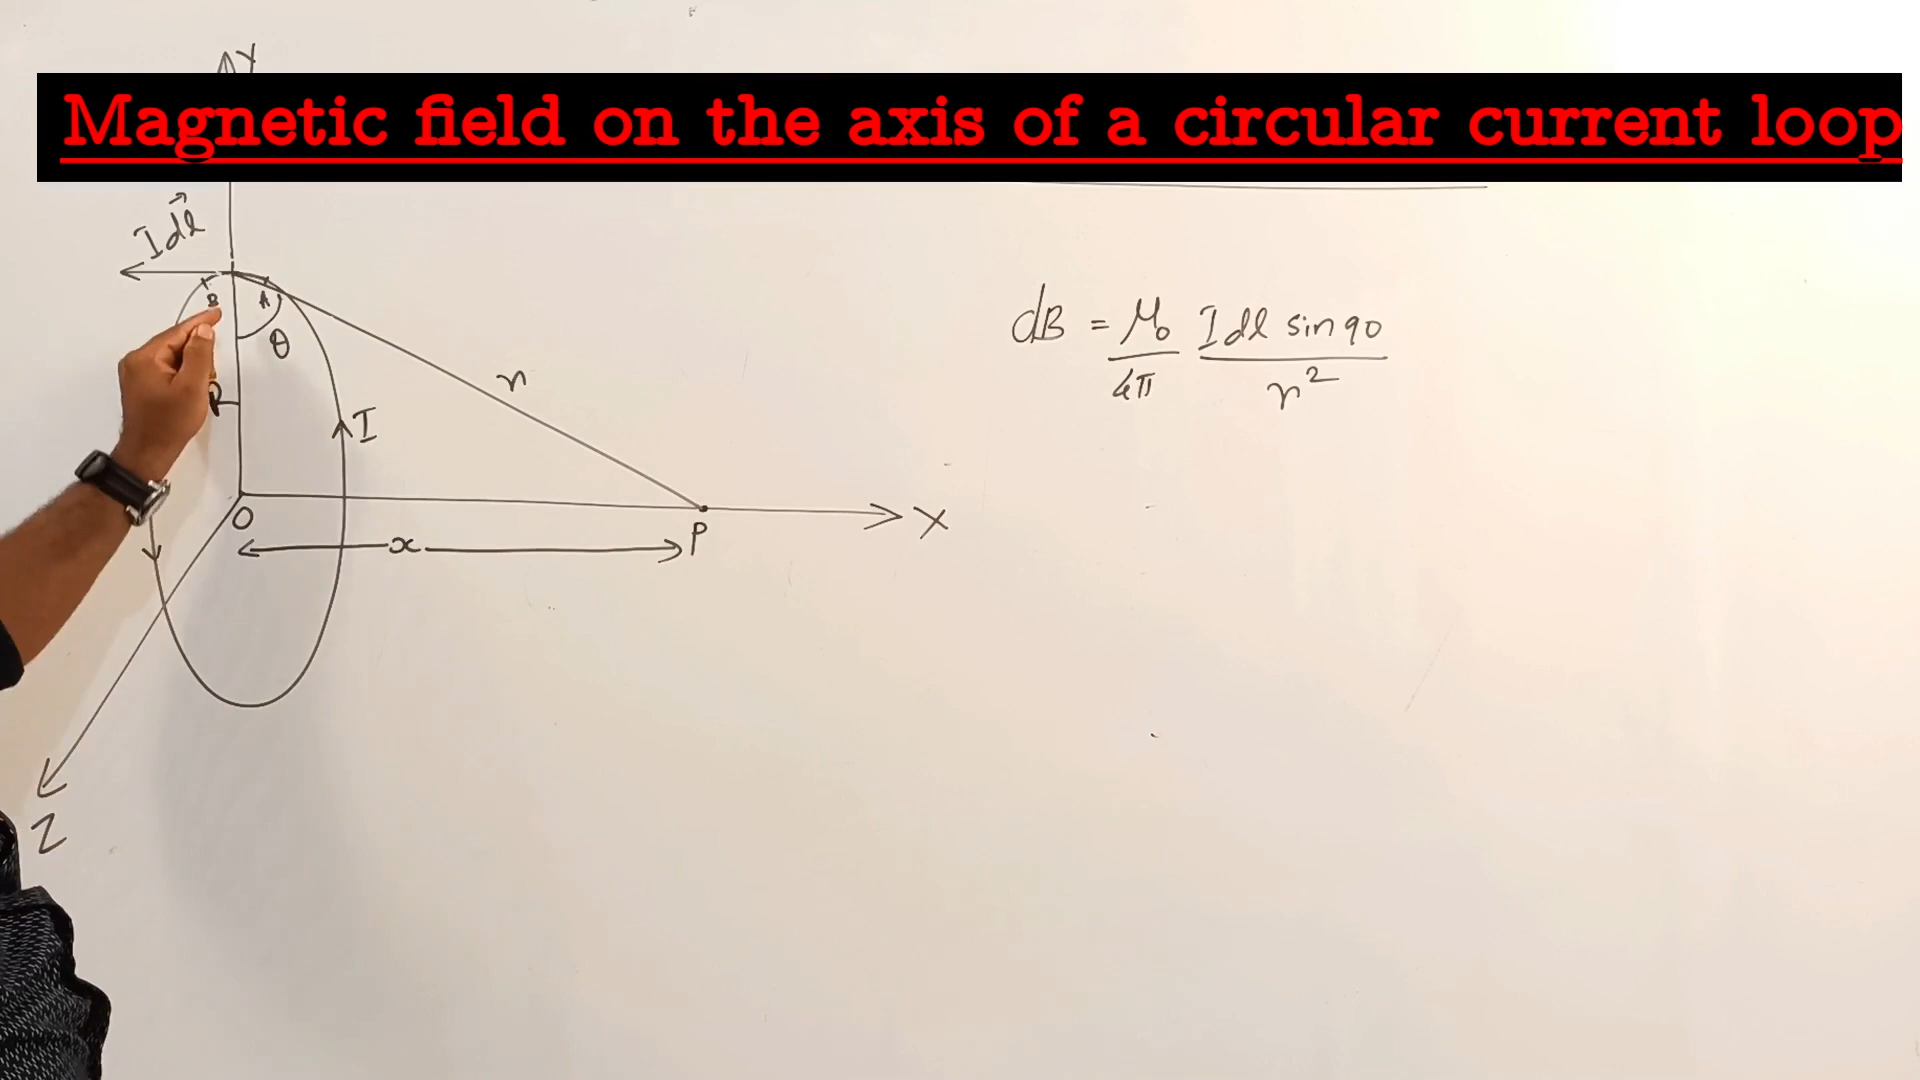 Y
Magnetic field on the axis of a circular current loop
Idl⃗
B A
θ
R
r
I
O
x
P
X
Z
dB = μ₀/4π Idl sin90/r²